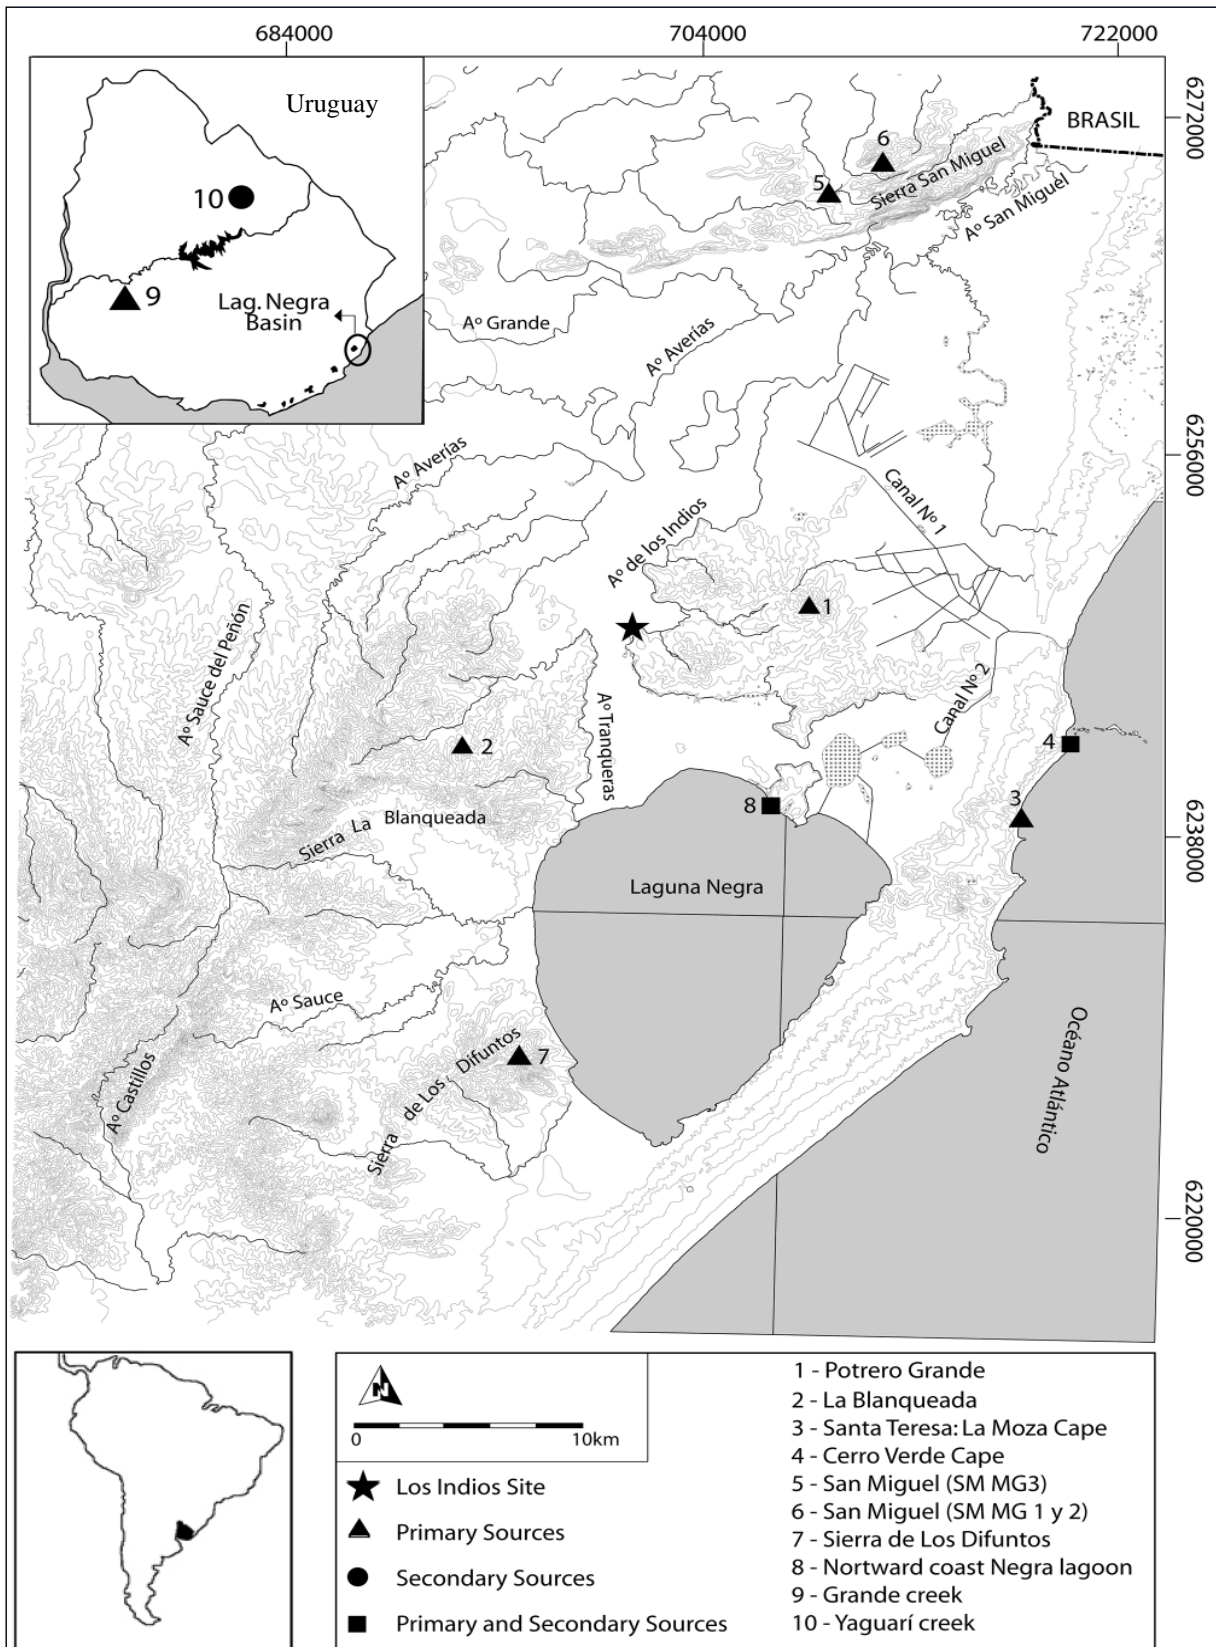 684000
704000
722000
6272000
6256000
6238000
6220000
Uruguay
10
9
Lag. Negra
Basin
BRASIL
6
5
Sierra San Miguel
Aº San Miguel
Aº Grande
Aº Averías
Aº Averías
Canal Nº 1
Aº de los Indios
1
Aº Sauce del Peñón
Aº Tranqueras
Canal Nº 2
2
4
8
3
Sierra La Blanqueada
Laguna Negra
Aº Sauce
Océano Atlántico
Sierra de Los Difuntos
7
Aº Castillos
N
0 10km
Los Indios Site
Primary Sources
Secondary Sources
Primary and Secondary Sources
1 - Potrero Grande
2 - La Blanqueada
3 - Santa Teresa: La Moza Cape
4 - Cerro Verde Cape
5 - San Miguel (SM MG3)
6 - San Miguel (SM MG 1 y 2)
7 - Sierra de Los Difuntos
8 - Nortward coast Negra lagoon
9 - Grande creek
10 - Yaguarí creek